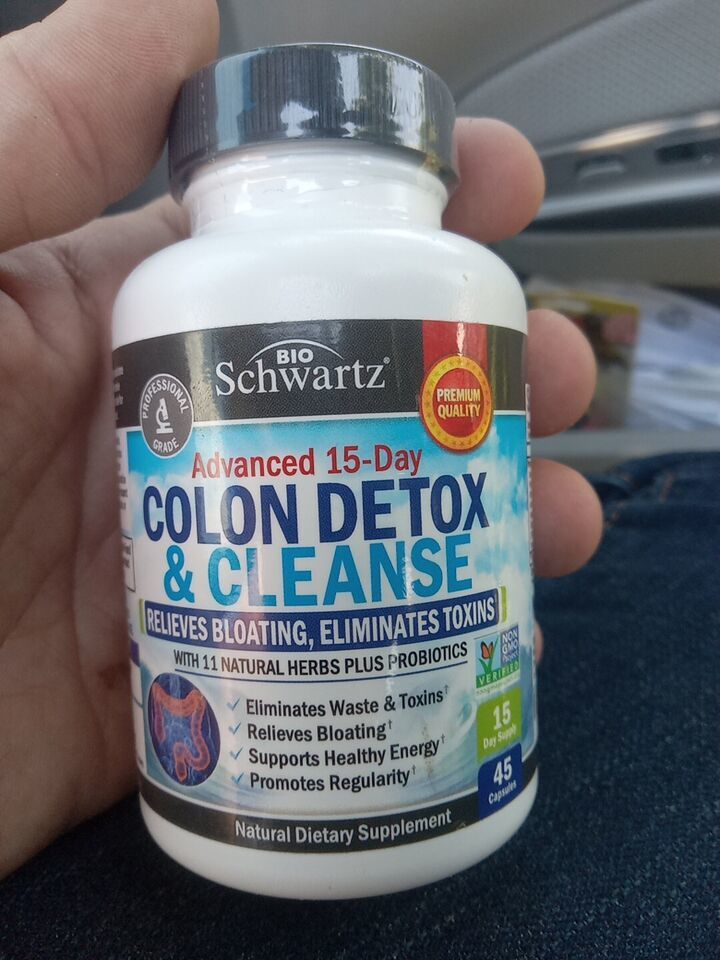 BIO
Schwartz®
PROFESSIONAL
GRADE
PREMIUM
QUALITY
Advanced 15-Day
COLON DETOX
& CLEANSE
RELIEVES BLOATING, ELIMINATES TOXINS†
WITH 11 NATURAL HERBS PLUS PROBIOTICS
NON
GMO
Project
VERIFIED
Eliminates Waste & Toxins†
Relieves Bloating†
Supports Healthy Energy†
Promotes Regularity†
15
Day Supply
45
Capsules
Natural Dietary Supplement